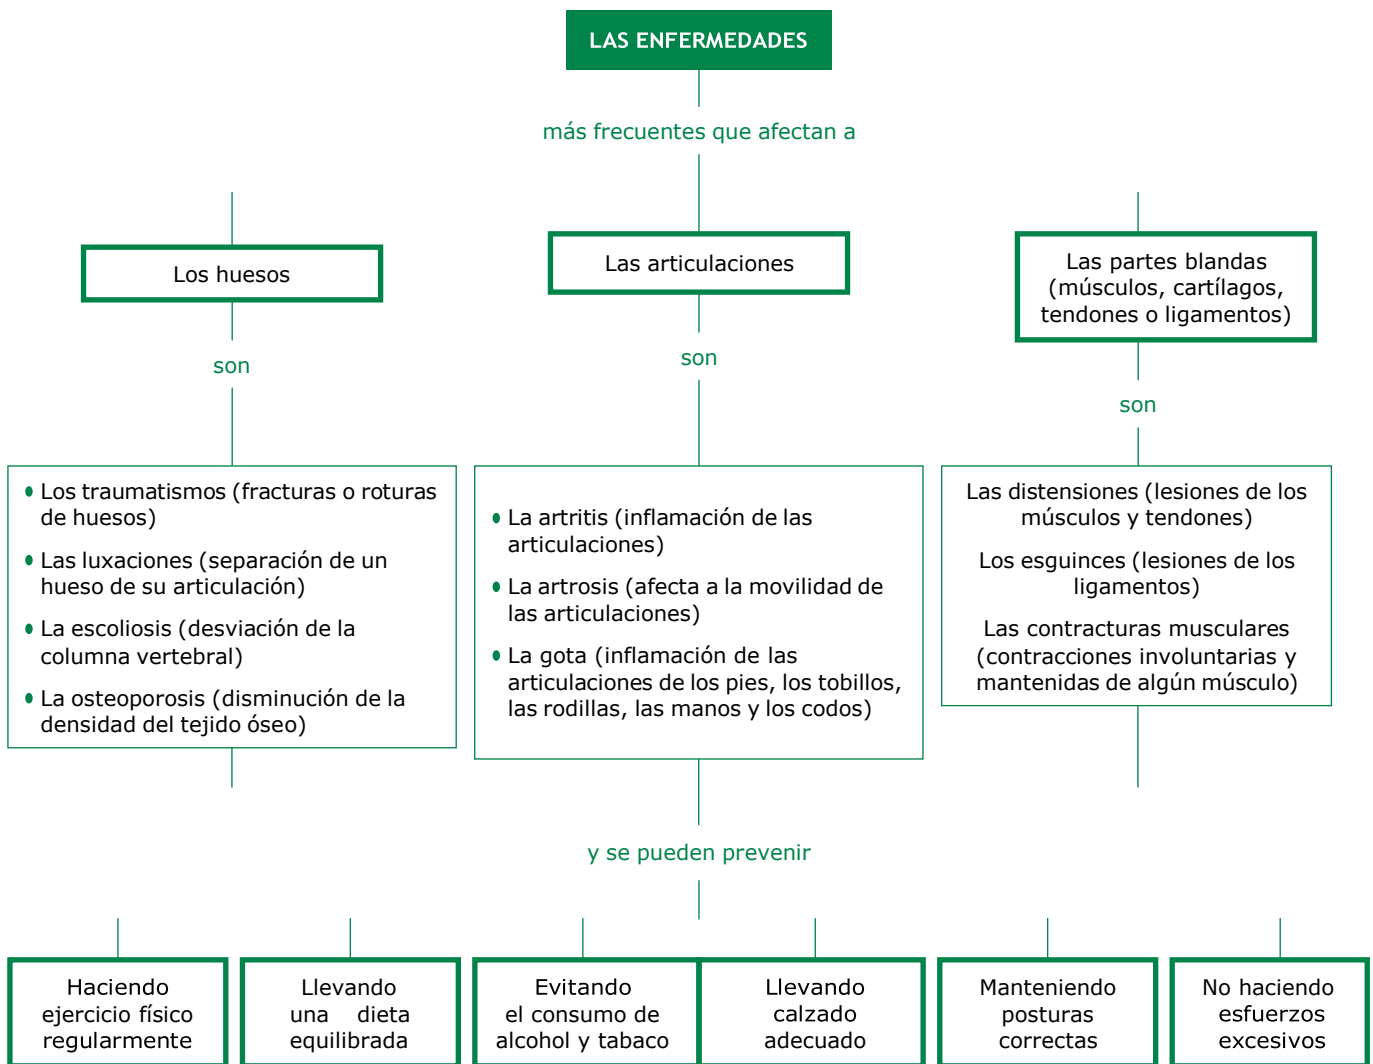 LAS ENFERMEDADES
más frecuentes que afectan a
Los huesos
son
• Los traumatismos (fracturas o roturas
de huesos)
• Las luxaciones (separación de un
hueso de su articulación)
• La escoliosis (desviación de la
columna vertebral)
• La osteoporosis (disminución de la
densidad del tejido óseo)
Las articulaciones
son
• La artritis (inflamación de las
articulaciones)
• La artrosis (afecta a la movilidad de
las articulaciones)
• La gota (inflamación de las
articulaciones de los pies, los tobillos,
las rodillas, las manos y los codos)
Las partes blandas
(músculos, cartílagos,
tendones o ligamentos)
son
Las distensiones (lesiones de los
músculos y tendones)
Los esguinces (lesiones de los
ligamentos)
Las contracturas musculares
(contracciones involuntarias y
mantenidas de algún músculo)
y se pueden prevenir
Haciendo
ejercicio físico
regularmente
Llevando
una dieta
equilibrada
Evitando
el consumo de
alcohol y tabaco
Llevando
calzado
adecuado
Manteniendo
posturas
correctas
No haciendo
esfuerzos
excesivos